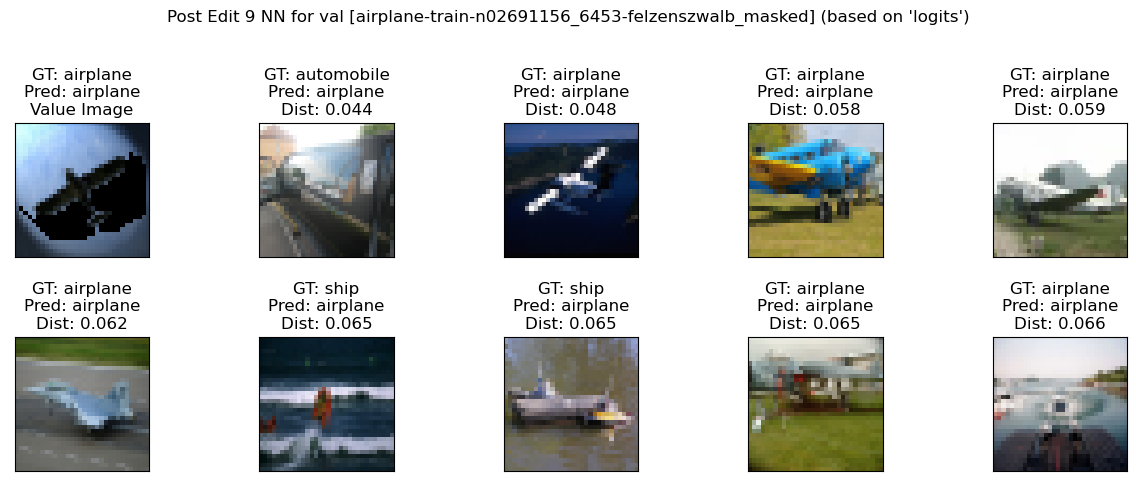 Post Edit 9 NN for val [airplane-train-n02691156_6453-felzenszwalb_masked] (based on 'logits')
GT: airplane
Pred: airplane
Value Image
GT: automobile
Pred: airplane
Dist: 0.044
GT: airplane
Pred: airplane
Dist: 0.048
GT: airplane
Pred: airplane
Dist: 0.058
GT: airplane
Pred: airplane
Dist: 0.059
GT: airplane
Pred: airplane
Dist: 0.062
GT: ship
Pred: airplane
Dist: 0.065
GT: ship
Pred: airplane
Dist: 0.065
GT: airplane
Pred: airplane
Dist: 0.065
GT: airplane
Pred: airplane
Dist: 0.066